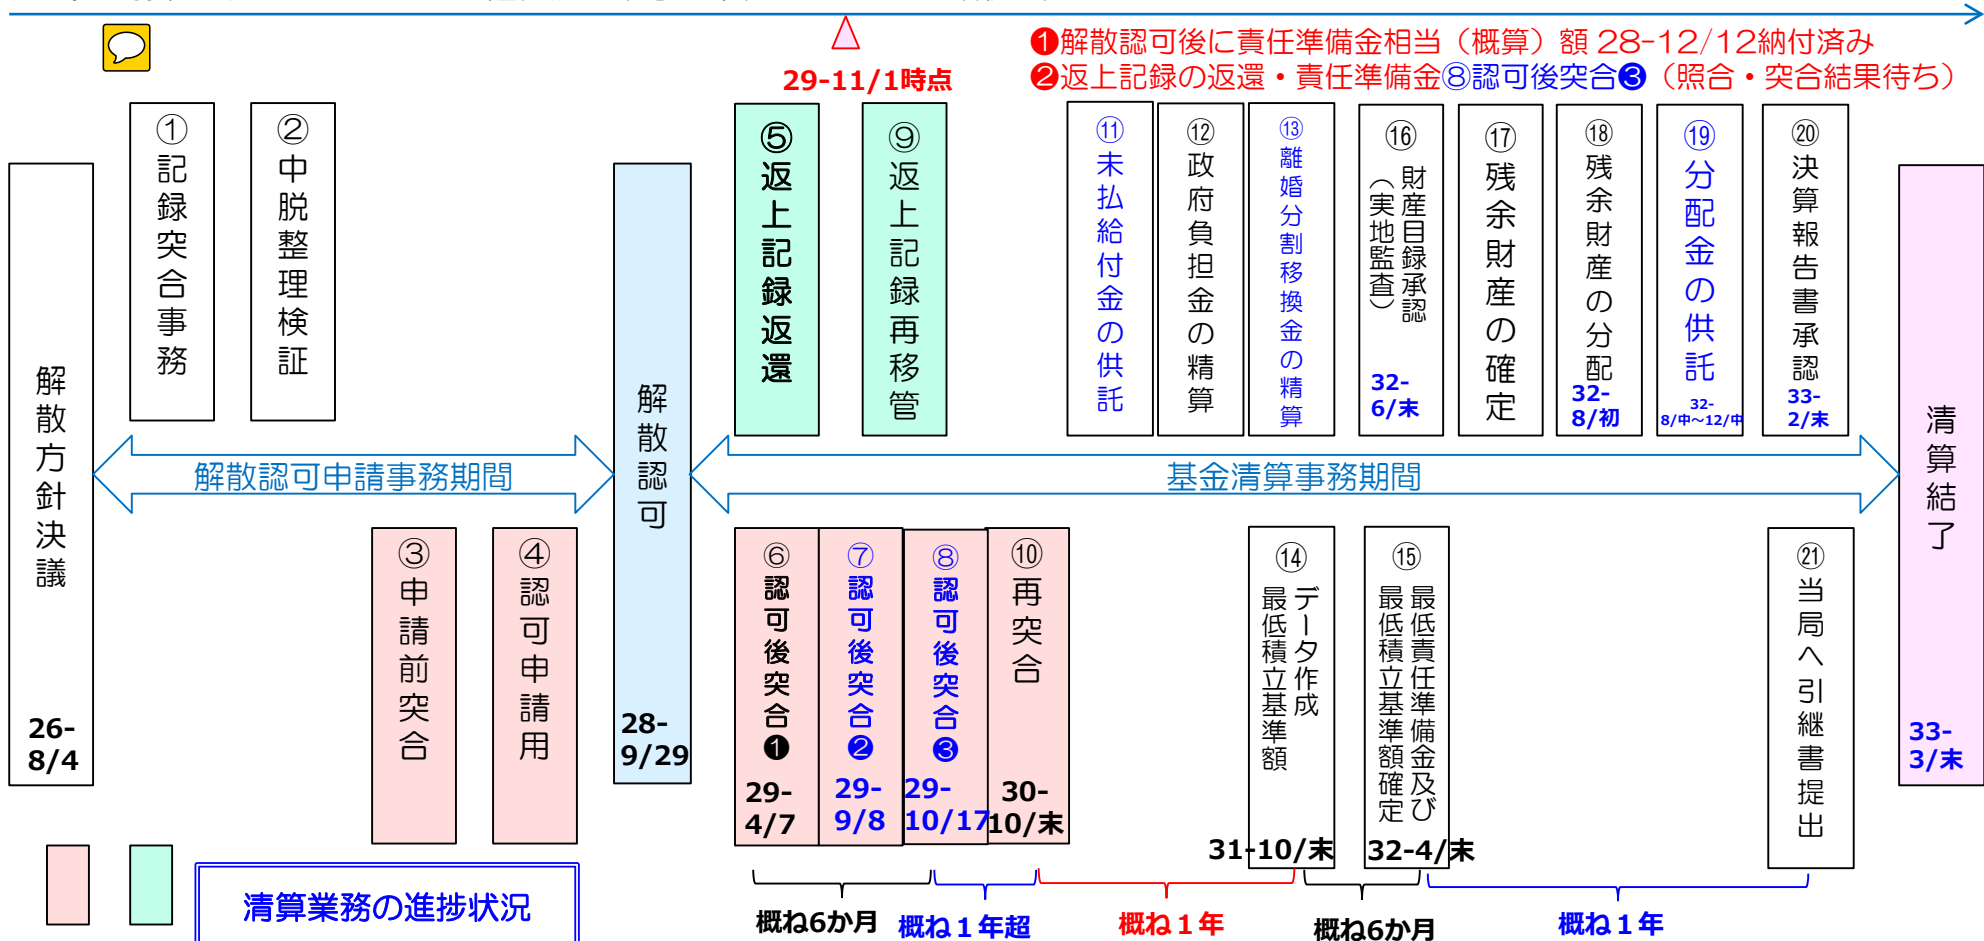 29-11/1時点
❶解散認可後に責任準備金相当（概算）額 28-12/12納付済み
❷返上記録の返還・責任準備金⑧認可後突合❸（照合・突合結果待ち）
解散方針決議
26-
8/4
①記録突合事務
②中脱整理検証
③申請前突合
④認可申請用
解散認可申請事務期間
解散認可
28-
9/29
⑤返上記録返還
⑨返上記録再移管
⑪未払給付金の供託
⑫政府負担金の精算
⑬離婚分割移換金の精算
⑯財産目録承認
（実地監査）
32-
6/末
⑰残余財産の確定
⑱残余財産の分配
32-
8/初
⑲分配金の供託
32-
8/中～12/中
⑳決算報告書承認
33-
2/末
基金清算事務期間
清算結了
33-
3/末
⑥認可後突合❶
29-
4/7
⑦認可後突合❷
29-
9/8
⑧認可後突合❸
29-
10/17
⑩再突合
30-
10/末
⑭データ作成
最低積立基準額
31-10/末
⑮最低責任準備金及び
最低積立基準額確定
32-4/末
㉑当局へ引継書提出
概ね6か月
概ね１年超
概ね１年
概ね6か月
概ね１年
清算業務の進捗状況